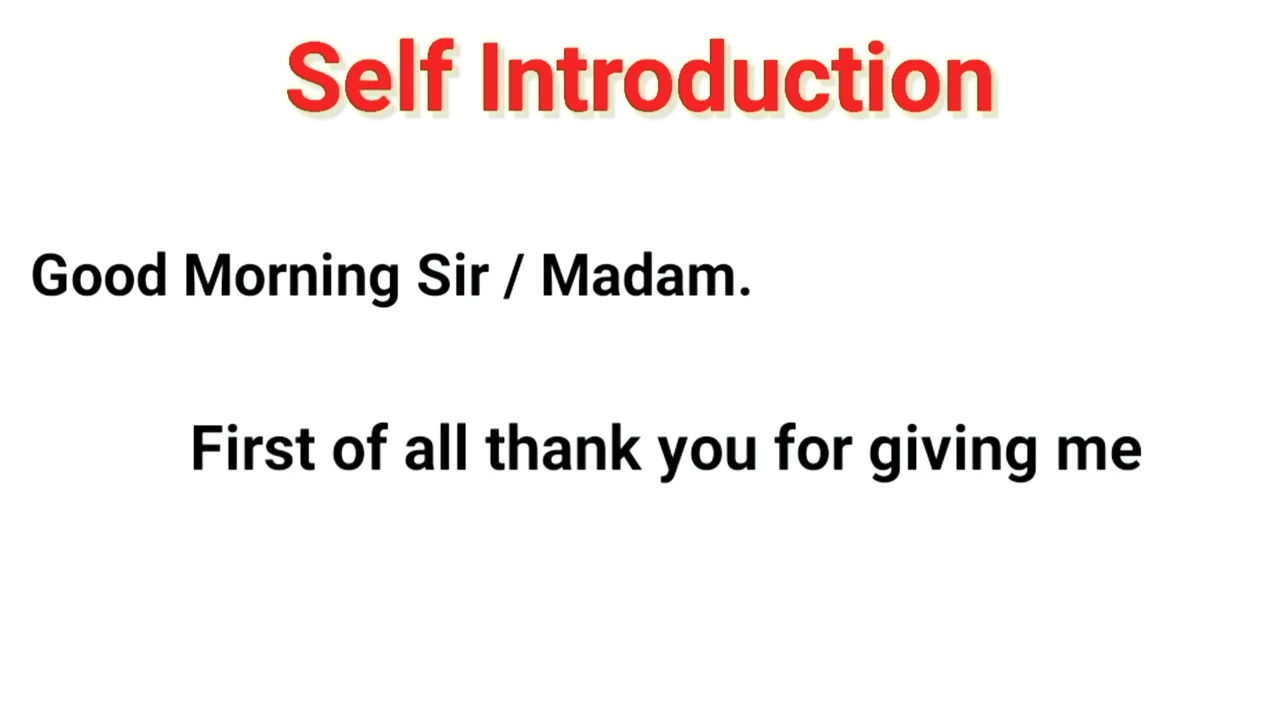 Self Introduction
Good Morning Sir / Madam.
First of all thank you for giving me